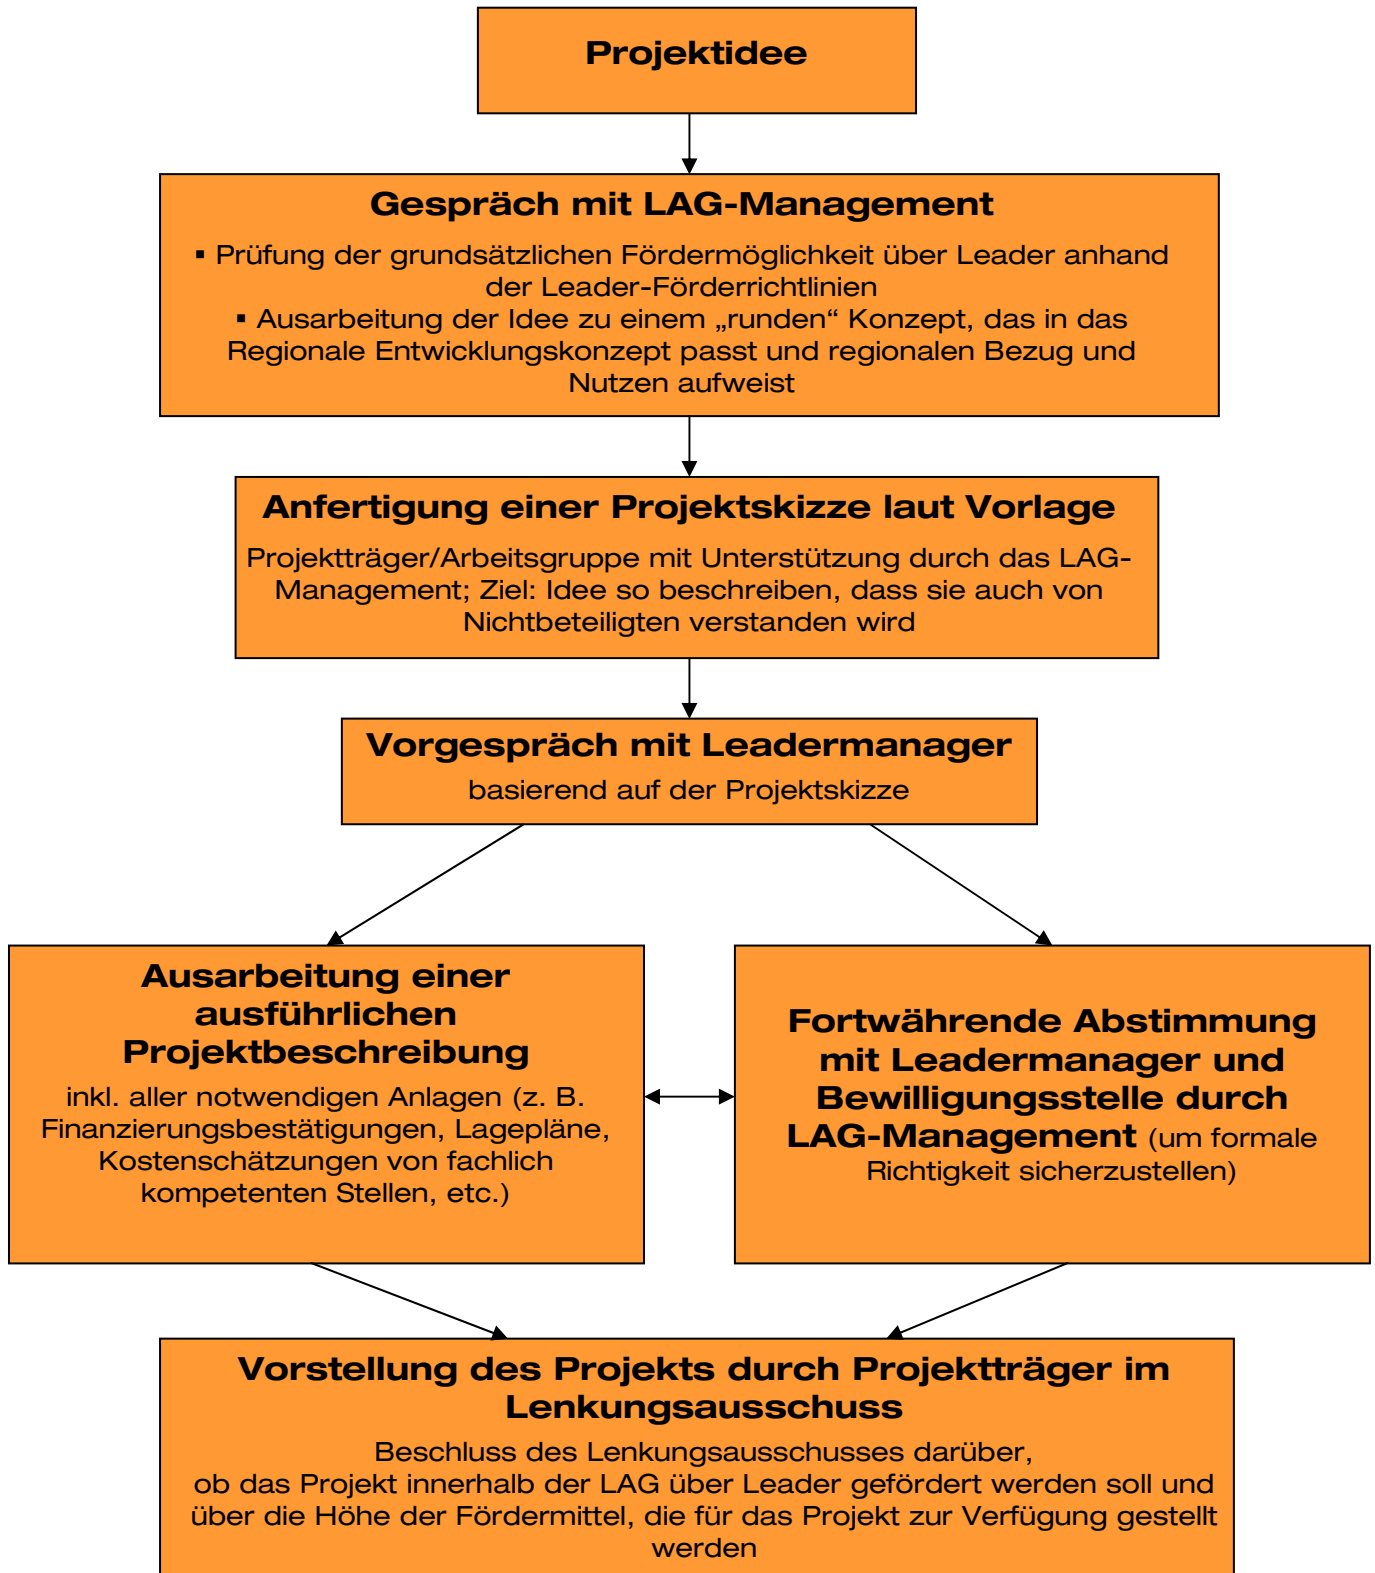 Projektidee
Gespräch mit LAG-Management
▪ Prüfung der grundsätzlichen Fördermöglichkeit über Leader anhand
der Leader-Förderrichtlinien
▪ Ausarbeitung der Idee zu einem „runden“ Konzept, das in das
Regionale Entwicklungskonzept passt und regionalen Bezug und
Nutzen aufweist
Anfertigung einer Projektskizze laut Vorlage
Projektträger/Arbeitsgruppe mit Unterstützung durch das LAG-
Management; Ziel: Idee so beschreiben, dass sie auch von
Nichtbeteiligten verstanden wird
Vorgespräch mit Leadermanager
basierend auf der Projektskizze
Ausarbeitung einer
ausführlichen
Projektbeschreibung
inkl. aller notwendigen Anlagen (z. B.
Finanzierungsbestätigungen, Lagepläne,
Kostenschätzungen von fachlich
kompetenten Stellen, etc.)
Fortwährende Abstimmung
mit Leadermanager und
Bewilligungsstelle durch
LAG-Management (um formale
Richtigkeit sicherzustellen)
Vorstellung des Projekts durch Projektträger im
Lenkungsausschuss
Beschluss des Lenkungsausschusses darüber,
ob das Projekt innerhalb der LAG über Leader gefördert werden soll und
über die Höhe der Fördermittel, die für das Projekt zur Verfügung gestellt
werden